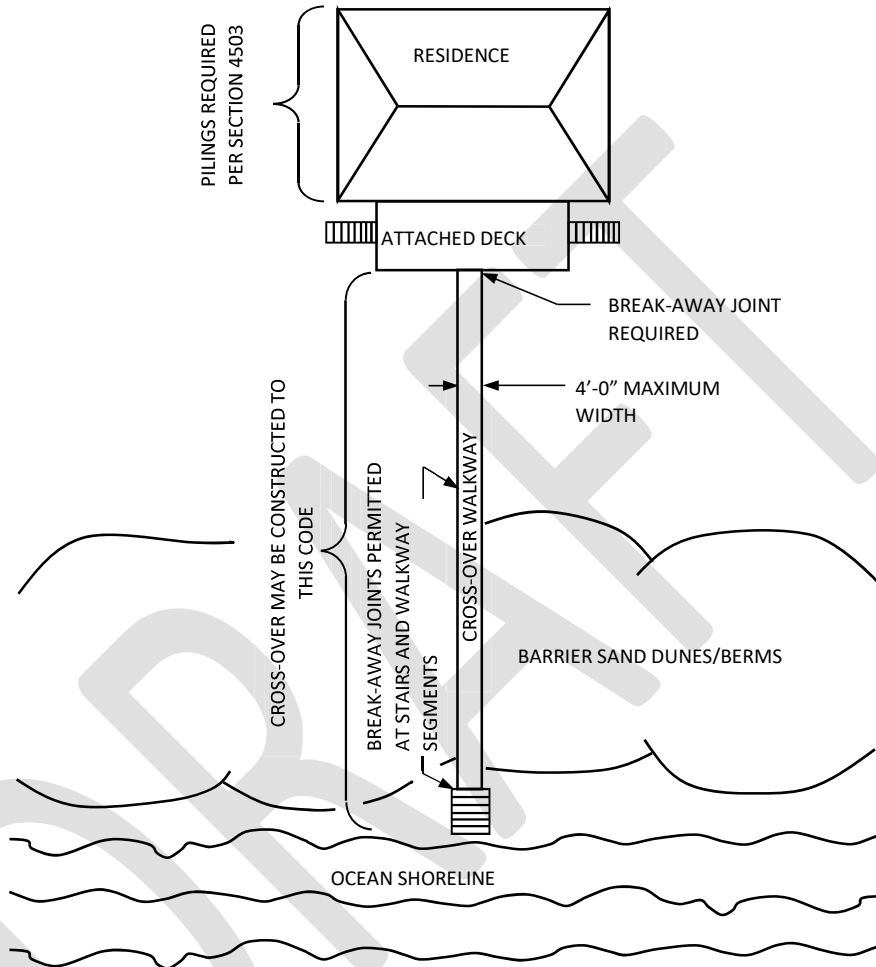 RESIDENCE
PILINGS REQUIRED
PER SECTION 4503
ATTACHED DECK
BREAK-AWAY JOINT
REQUIRED
4’-0” MAXIMUM
WIDTH
CROSS-OVER MAY BE CONSTRUCTED TO
THIS CODE
BREAK-AWAY JOINTS PERMITTED
AT STAIRS AND WALKWAY
SEGMENTS
CROSS-OVER WALKWAY
BARRIER SAND DUNES/BERMS
OCEAN SHORELINE
DRAFT